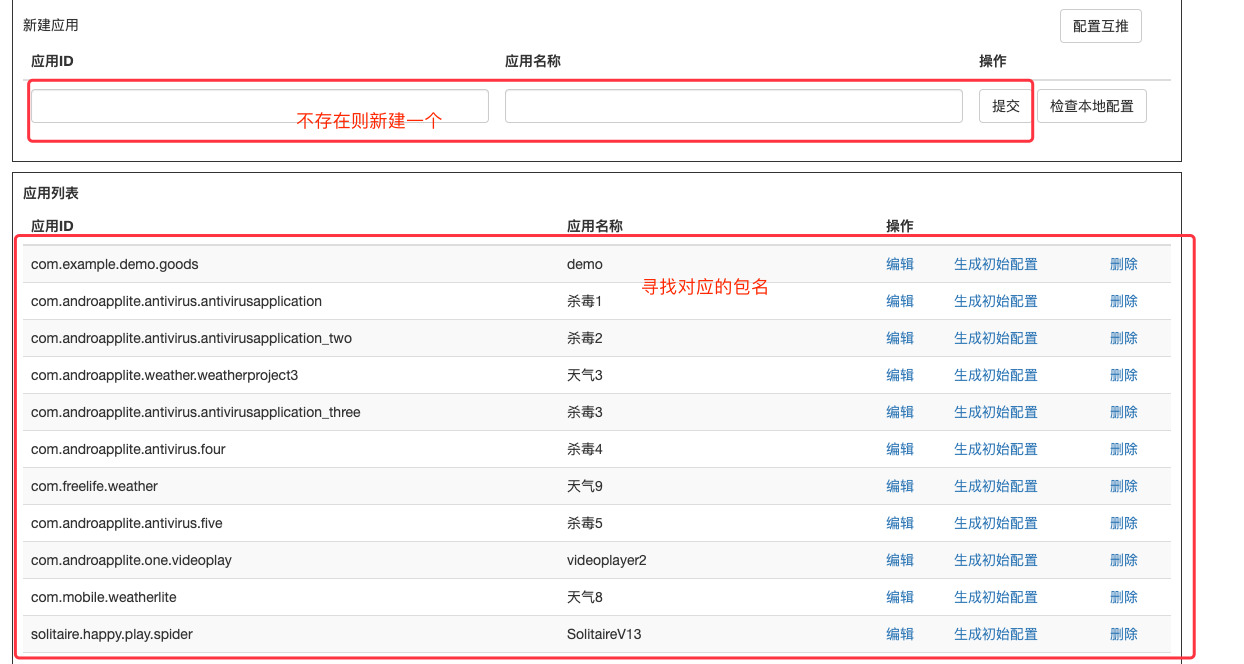 新建应用
配置互推
应用ID 应用名称 操作
不存在则新建一个
提交 检查本地配置
应用列表
应用ID 应用名称 操作
com.example.demo.goods demo 编辑 生成初始配置 删除
寻找对应的包名
com.androapplite.antivirus.antivirusapplication 杀毒1 编辑 生成初始配置 删除
com.androapplite.antivirus.antivirusapplication_two 杀毒2 编辑 生成初始配置 删除
com.androapplite.weather.weatherproject3 天气3 编辑 生成初始配置 删除
com.androapplite.antivirus.antivirusapplication_three 杀毒3 编辑 生成初始配置 删除
com.androapplite.antivirus.four 杀毒4 编辑 生成初始配置 删除
com.freelife.weather 天气9 编辑 生成初始配置 删除
com.androapplite.antivirus.five 杀毒5 编辑 生成初始配置 删除
com.androapplite.one.videoplay videoplayer2 编辑 生成初始配置 删除
com.mobile.weatherlite 天气8 编辑 生成初始配置 删除
solitaire.happy.play.spider SolitaireV13 编辑 生成初始配置 删除